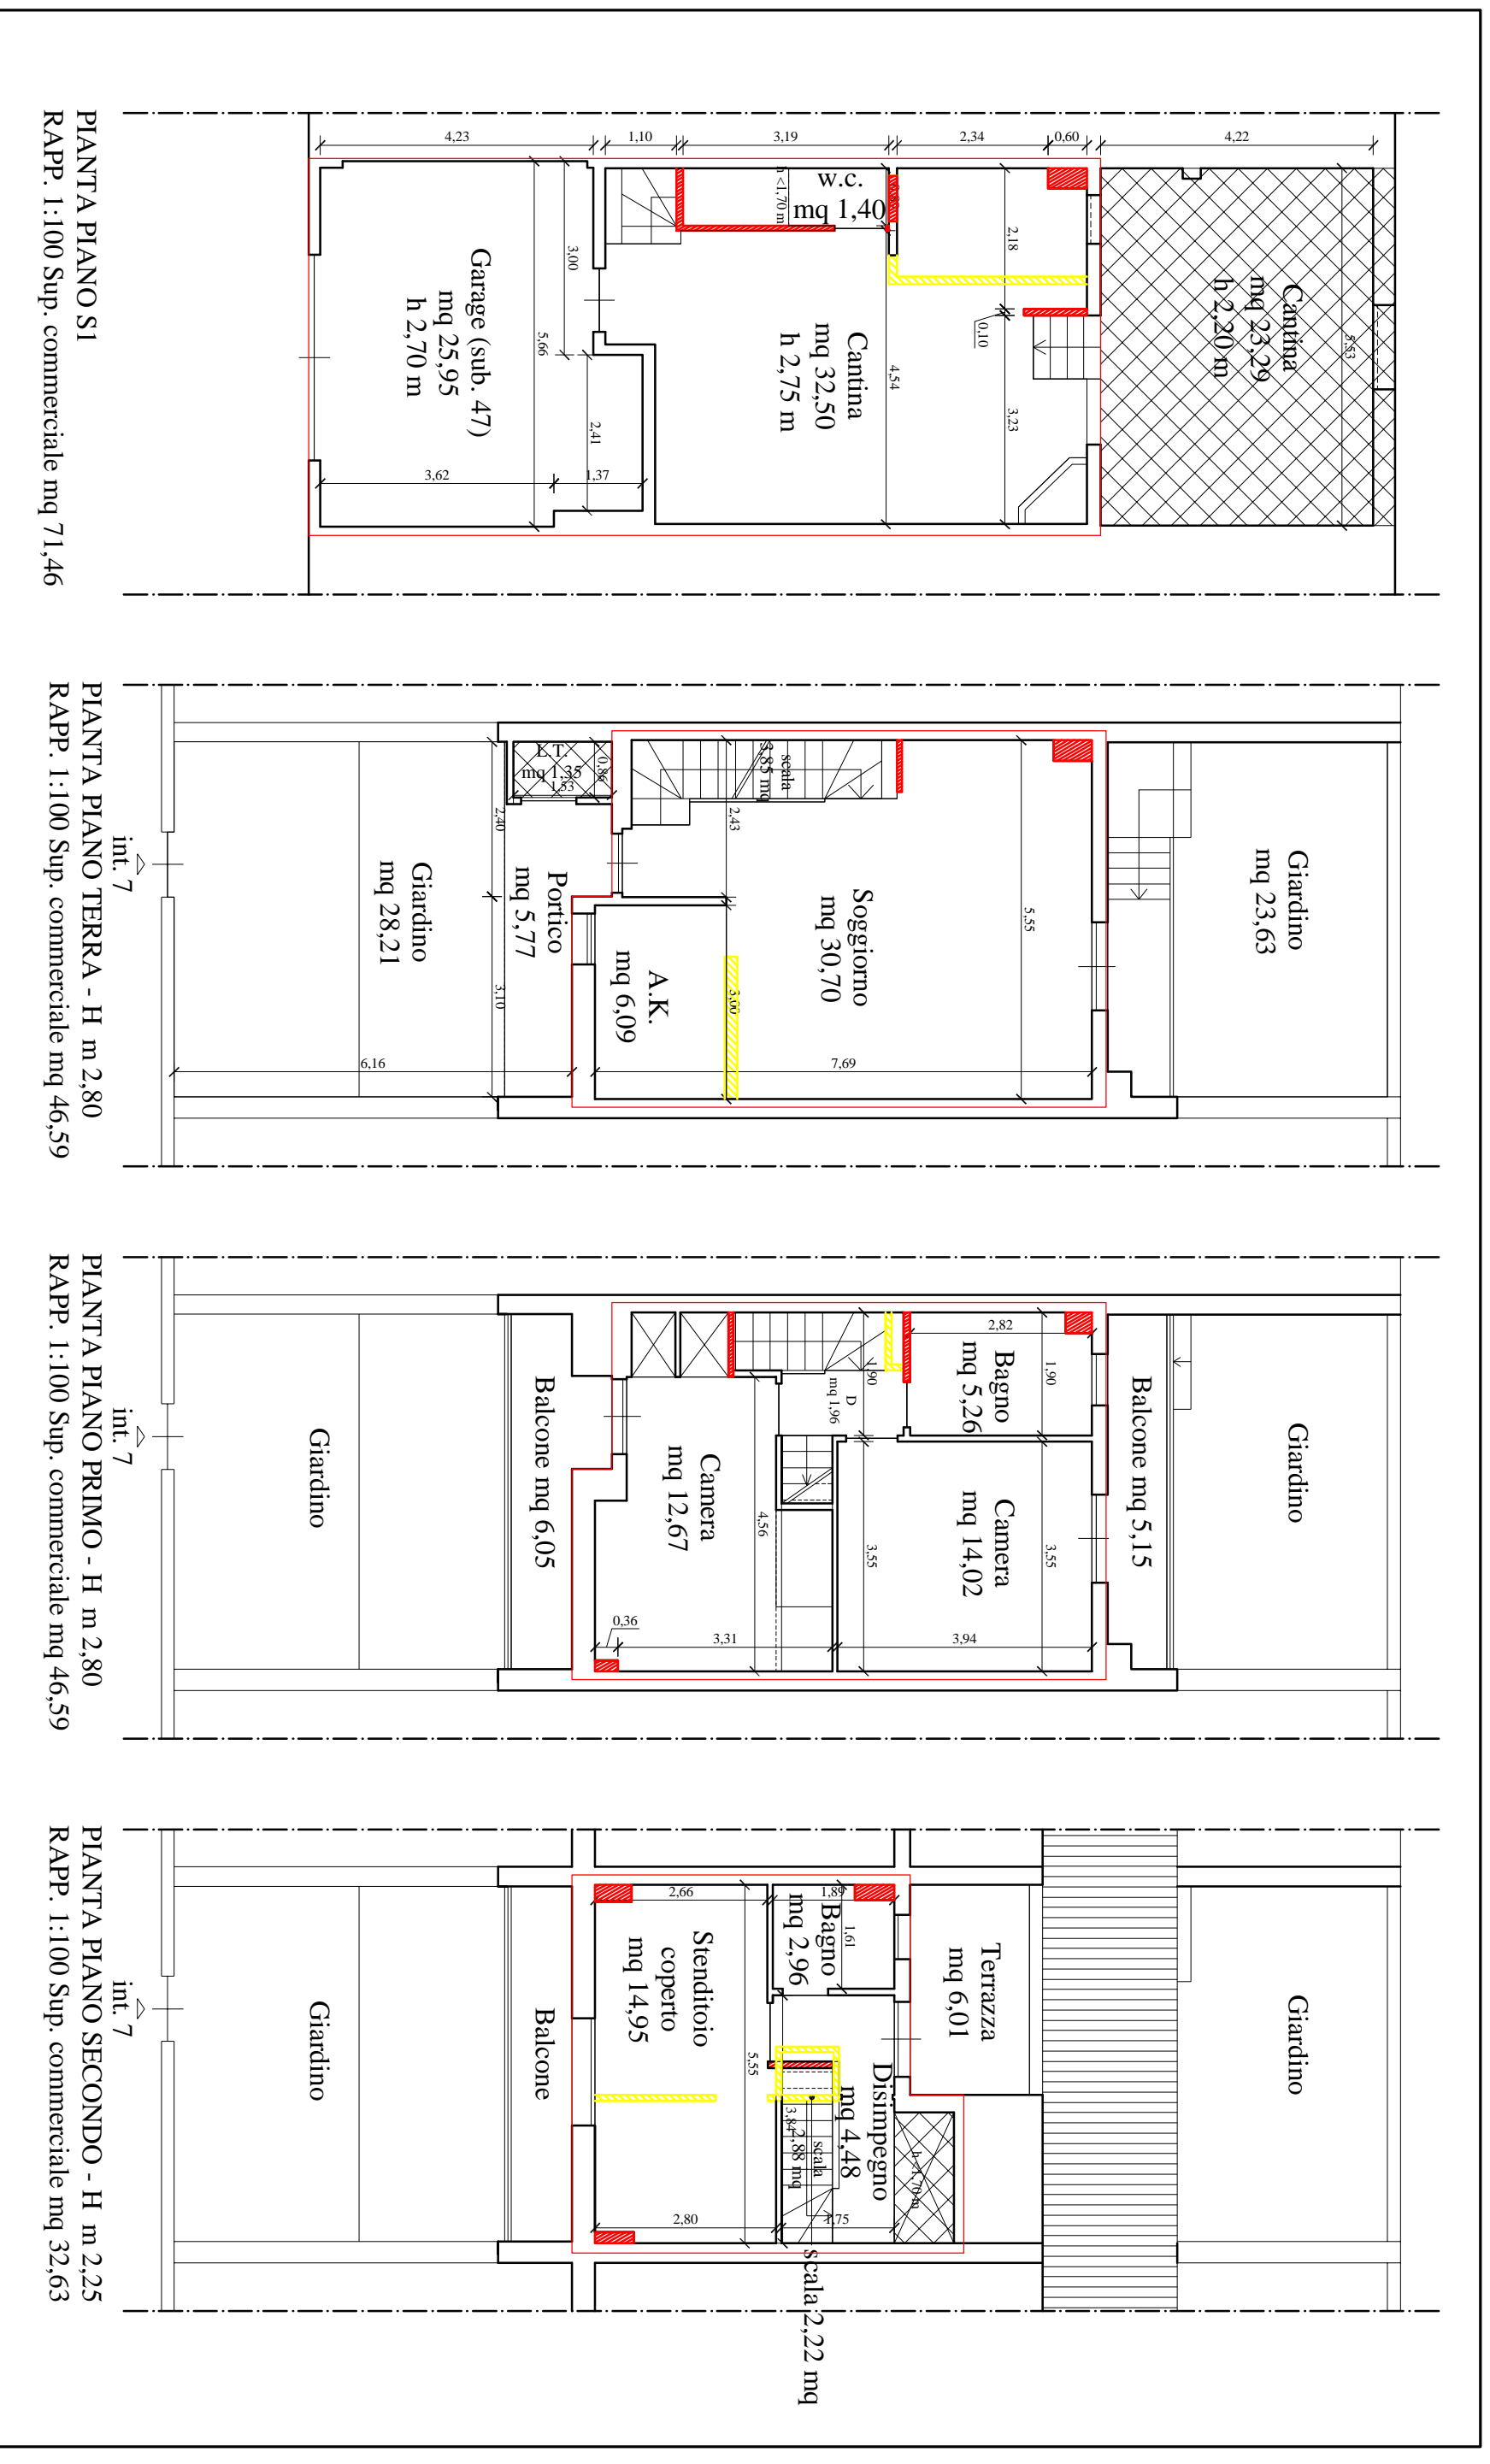 PIANTA PIANO S1
RAPP. 1:100 Sup. commerciale mq 71,46
4,23
1,10
3,19
2,34
0,60
4,22
w.c.
mq 1,40
h <1,70 m
2,18
0,10
4,54
3,23
3,00
5,66
2,41
3,62
1,37
5,53
Cantina
mq 23,29
h 2,20 m
Cantina
mq 32,50
h 2,75 m
Garage (sub. 47)
mq 25,95
h 2,70 m
PIANTA PIANO TERRA - H m 2,80
RAPP. 1:100 Sup. commerciale mq 46,59
int. 7
Giardino
mq 23,63
Soggiorno
mq 30,70
scala
3,85 mq
L.T.
mq 1,35
1,53
0,86
2,43
5,55
3,00
7,69
A.K.
mq 6,09
Portico
mq 5,77
2,40
3,10
6,16
Giardino
mq 28,21
PIANTA PIANO PRIMO - H m 2,80
RAPP. 1:100 Sup. commerciale mq 46,59
int. 7
Giardino
Balcone mq 5,15
2,82
Bagno
mq 5,26
1,90
1,90
D
mq 1,96
Camera
mq 14,02
3,55
3,55
Camera
mq 12,67
4,56
0,36
3,31
3,94
Balcone mq 6,05
Giardino
PIANTA PIANO SECONDO - H m 2,25
RAPP. 1:100 Sup. commerciale mq 32,63
int. 7
Giardino
Terrazza
mq 6,01
2,66
1,89
Bagno
mq 2,96
1,61
Stenditoio
coperto
mq 14,95
5,55
Disimpegno
mq 4,48
h <1,70 m
scala
2,88 mq
3,84
2,80
1,75
scala 2,22 mq
Balcone
Giardino